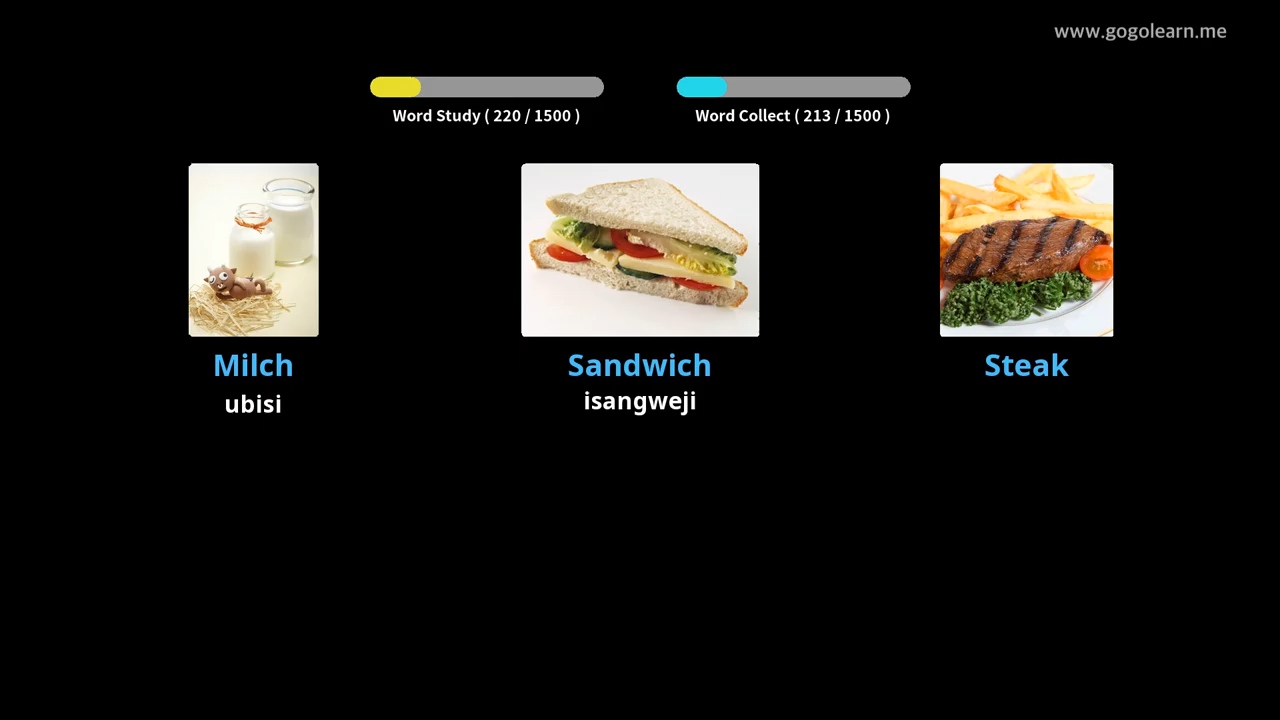 www.gogolearn.me
Word Study ( 220 / 1500 )
Word Collect ( 213 / 1500 )
Milch
Sandwich
Steak
ubisi
isangweji